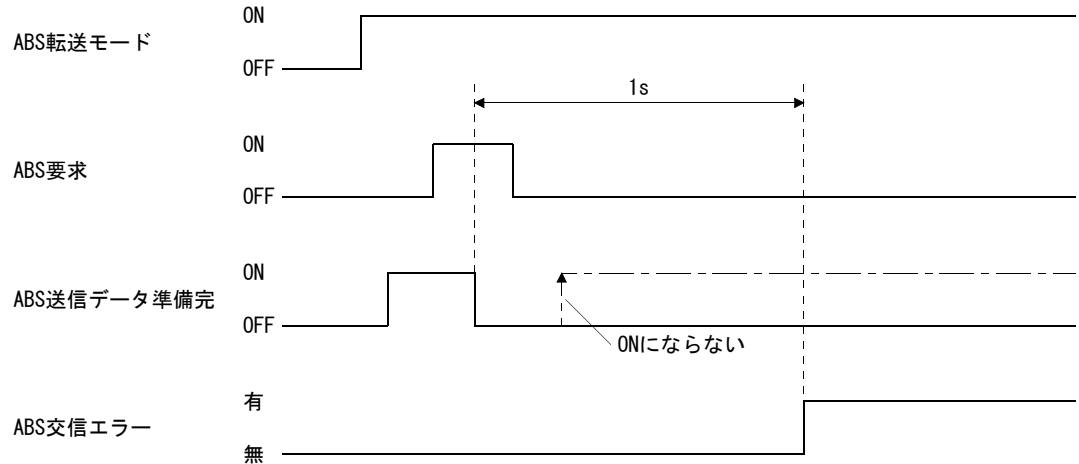 ON
ABS転送モード
OFF
1s
ON
ABS要求
OFF
ON
ABS送信データ準備完
OFF
ONにならない
有
ABS交信エラー
無